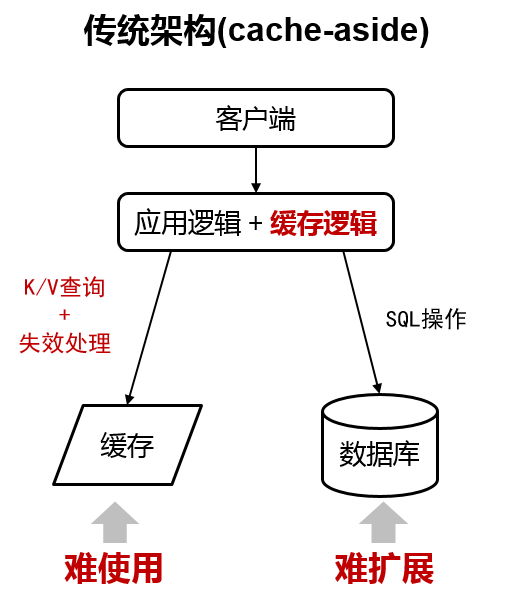 传统架构(cache-aside)
客户端
应用逻辑 + 缓存逻辑
K/V查询
+
失效处理
SQL操作
缓存
数据库
难使用
难扩展